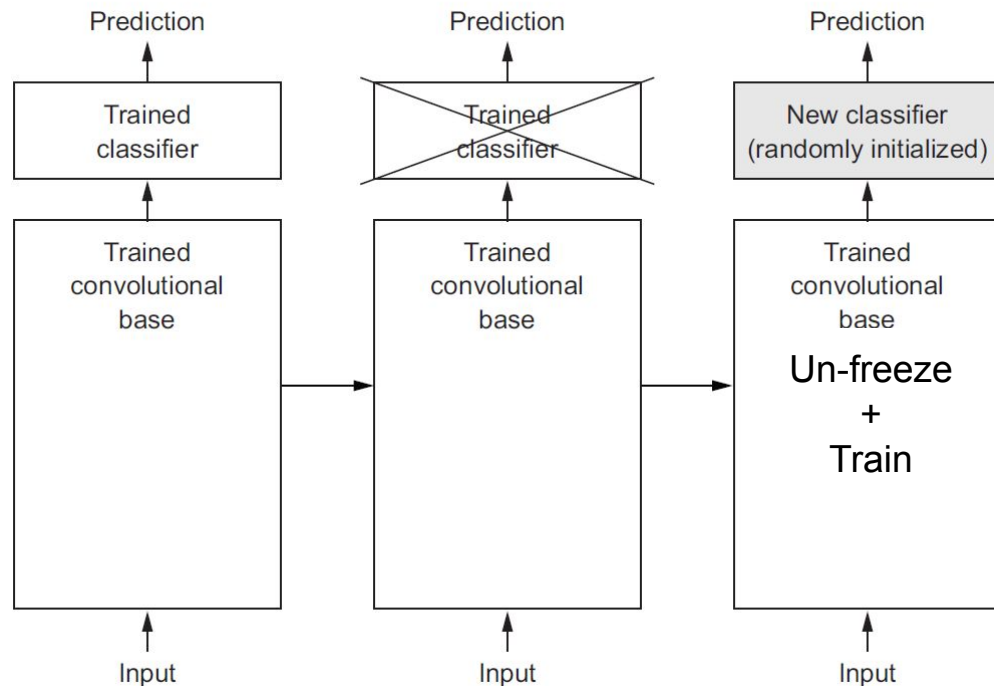 Prediction
Trained
classifier
Trained
convolutional
base
Input
Prediction
Trained
classifier
Trained
convolutional
base
Input
Prediction
New classifier
(randomly initialized)
Trained
convolutional
base
Un-freeze
+
Train
Input